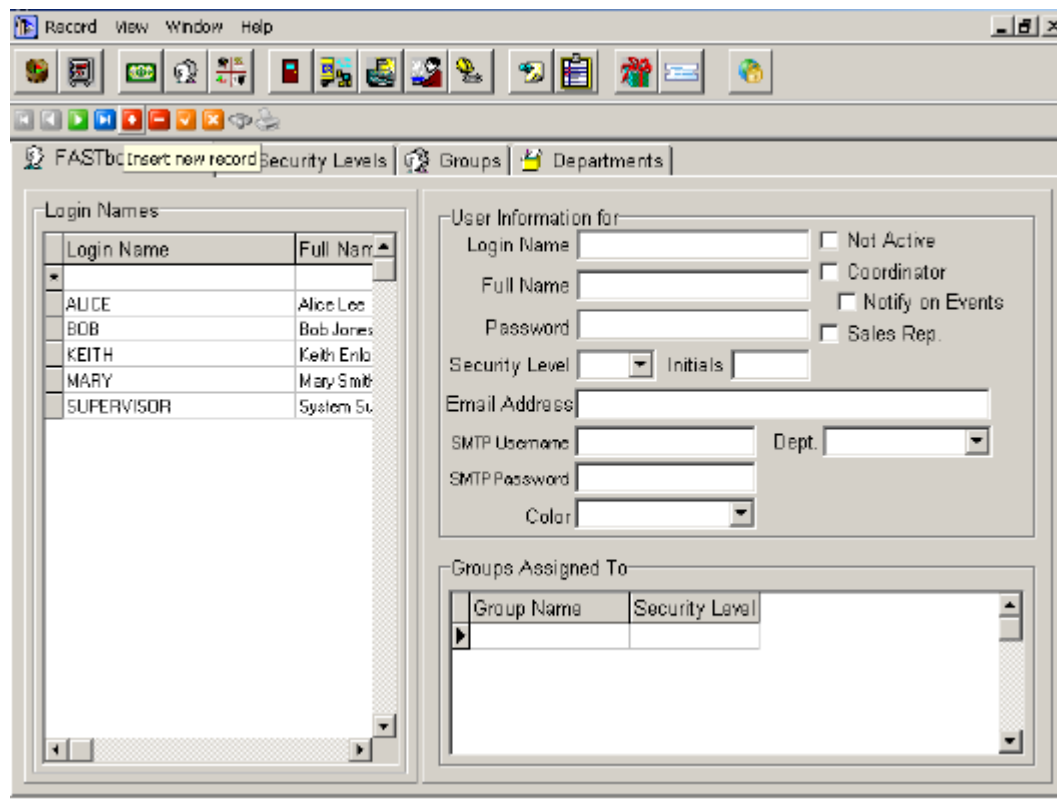 Record View Window Help
FASTbo
Insert new record
Security Levels
Groups
Departments
Login Names
Login Name Full Nam
ALICE Alice Lee
BOB Bob Jones
KEITH Keith Enlo
MARY Mary Smith
SUPERVISOR System Su
User Information for
Login Name
Not Active
Full Name
Coordinator
Notify on Events
Password
Sales Rep.
Security Level
Initials
Email Address
SMTP Username
Dept.
SMTP Password
Color
Groups Assigned To
Group Name Security Level